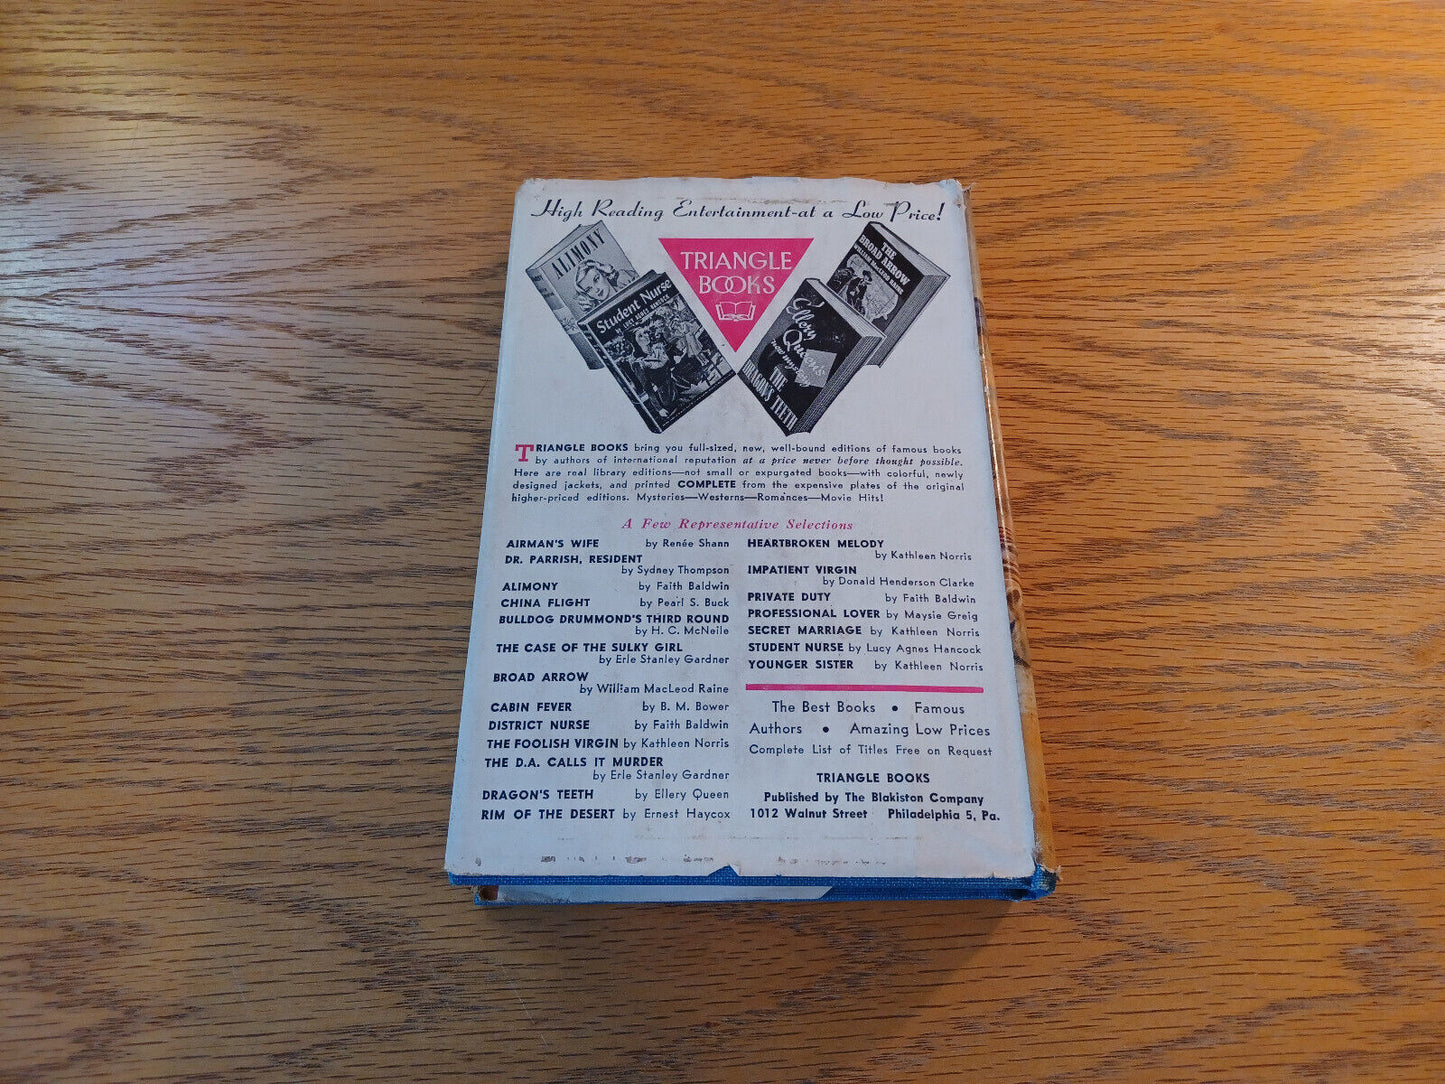 High Reading Entertainment-at a Low Price!
ALIMONY
Student Nurse
by LUCY AGNES HANCOCK
TRIANGLE
BOOKS
THE
BROAD ARROW
WILLIAM MACLEOD RAINE
Ellery
Queen's
new mystery
THE
DRAGON'S TEETH
TRIANGLE BOOKS bring you full-sized, new, well-bound editions of famous books
by authors of international reputation at a price never before thought possible.
Here are real library editions—not small or expurgated books—with colorful, newly
designed jackets, and printed COMPLETE from the expensive plates of the original
higher-priced editions. Mysteries—Westerns—Romances—Movie Hits!
A Few Representative Selections
AIRMAN'S WIFE by Renée Shann
DR. PARRISH, RESIDENT
by Sydney Thompson
ALIMONY by Faith Baldwin
CHINA FLIGHT by Pearl S. Buck
BULLDOG DRUMMOND'S THIRD ROUND
by H. C. McNeile
THE CASE OF THE SULKY GIRL
by Erle Stanley Gardner
BROAD ARROW
by William MacLeod Raine
CABIN FEVER by B. M. Bower
DISTRICT NURSE by Faith Baldwin
THE FOOLISH VIRGIN by Kathleen Norris
THE D.A. CALLS IT MURDER
by Erle Stanley Gardner
DRAGON'S TEETH by Ellery Queen
RIM OF THE DESERT by Ernest Haycox
HEARTBROKEN MELODY
by Kathleen Norris
IMPATIENT VIRGIN
by Donald Henderson Clarke
PRIVATE DUTY by Faith Baldwin
PROFESSIONAL LOVER by Maysie Greig
SECRET MARRIAGE by Kathleen Norris
STUDENT NURSE by Lucy Agnes Hancock
YOUNGER SISTER by Kathleen Norris
The Best Books • Famous
Authors • Amazing Low Prices
Complete List of Titles Free on Request
TRIANGLE BOOKS
Published by The Blakiston Company
1012 Walnut Street Philadelphia 5, Pa.